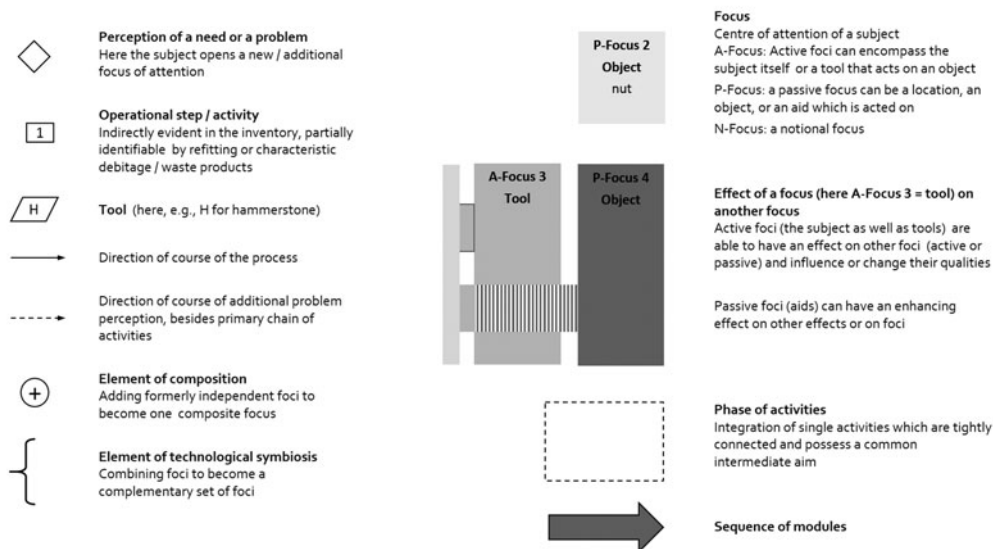 Perception of a need or a problem
Here the subject opens a new / additional
focus of attention
1
Operational step / activity
Indirectly evident in the inventory, partially
identifiable by refitting or characteristic
debitage / waste products
H
Tool (here, e.g., H for hammerstone)
Direction of course of the process
Direction of course of additional problem
perception, besides primary chain of
activities
+
Element of composition
Adding formerly independent foci to
become one composite focus
Element of technological symbiosis
Combining foci to become a
complementary set of foci
P-Focus 2
Object
nut
Focus
Centre of attention of a subject
A-Focus: Active foci can encompass the
subject itself or a tool that acts on an object
P-Focus: a passive focus can be a location, an
object, or an aid which is acted on
N-Focus: a notional focus
A-Focus 3
Tool
P-Focus 4
Object
Effect of a focus (here A-Focus 3 = tool) on
another focus
Active foci (the subject as well as tools) are
able to have an effect on other foci (active or
passive) and influence or change their qualities
Passive foci (aids) can have an enhancing
effect on other effects or on foci
Phase of activities
Integration of single activities which are tightly
connected and possess a common
intermediate aim
Sequence of modules